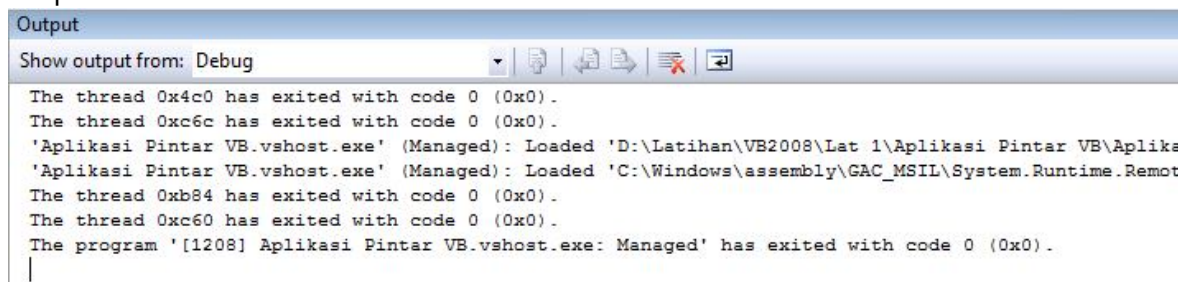 Output
Show output from: Debug
The thread 0x4c0 has exited with code 0 (0x0).
The thread 0xc6c has exited with code 0 (0x0).
'Aplikasi Pintar VB.vshost.exe' (Managed): Loaded 'D:\Latihan\VB2008\Lat 1\Aplikasi Pintar VB\Aplika
'Aplikasi Pintar VB.vshost.exe' (Managed): Loaded 'C:\Windows\assembly\GAC_MSIL\System.Runtime.Remot
The thread 0xb84 has exited with code 0 (0x0).
The thread 0xc60 has exited with code 0 (0x0).
The program '[1208] Aplikasi Pintar VB.vshost.exe: Managed' has exited with code 0 (0x0).